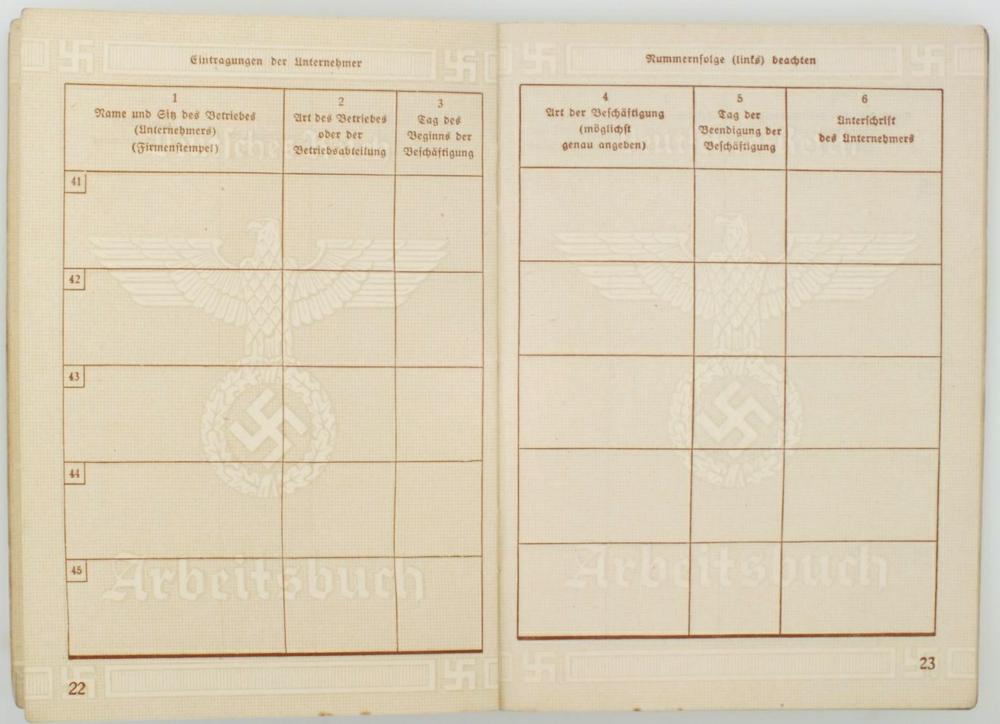 Eintragungen der Unternehmer
1
Name und Sitz des Betriebes
(Unternehmers)
(Firmenstempel)
2
Art des Betriebes
oder der
Betriebsabteilung
3
Tag des
Beginns der
Beschäftigung
41
42
43
44
45
Arbeitsbuch
22
Nummernfolge (links) beachten
4
Art der Beschäftigung
(möglichst
genau angeben)
5
Tag der
Beendigung der
Beschäftigung
6
Unterschrift
des Unternehmers
Arbeitsbuch
23